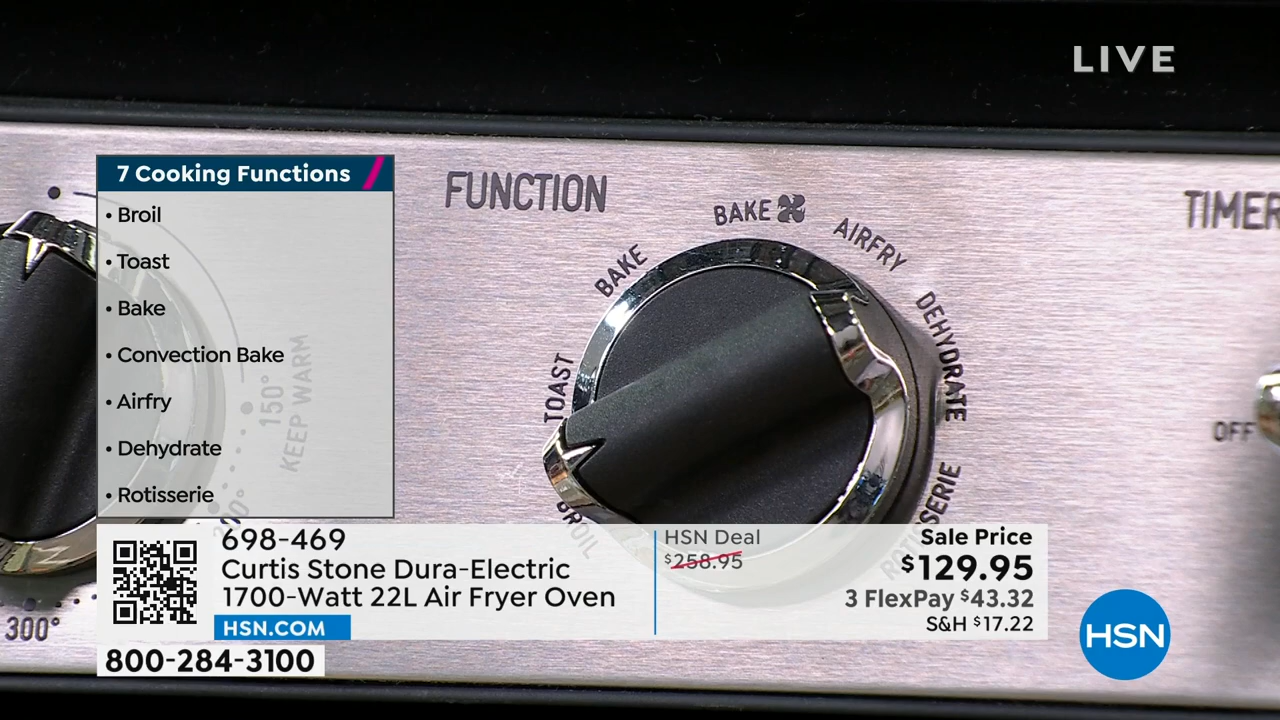 LIVE
7 Cooking Functions
• Broil
• Toast
• Bake
• Convection Bake
• Airfry
• Dehydrate
• Rotisserie
FUNCTION
BAKE
BAKE
AIRFRY
DEHYDRATE
TOAST
BROIL
ROTISSERIE
TIMER
OFF
150°
KEEP WARM
300°
698-469
Curtis Stone Dura-Electric
1700-Watt 22L Air Fryer Oven
HSN.COM
800-284-3100
HSN Deal
$258.95
Sale Price
$129.95
3 FlexPay $43.32
S&H $17.22
HSN